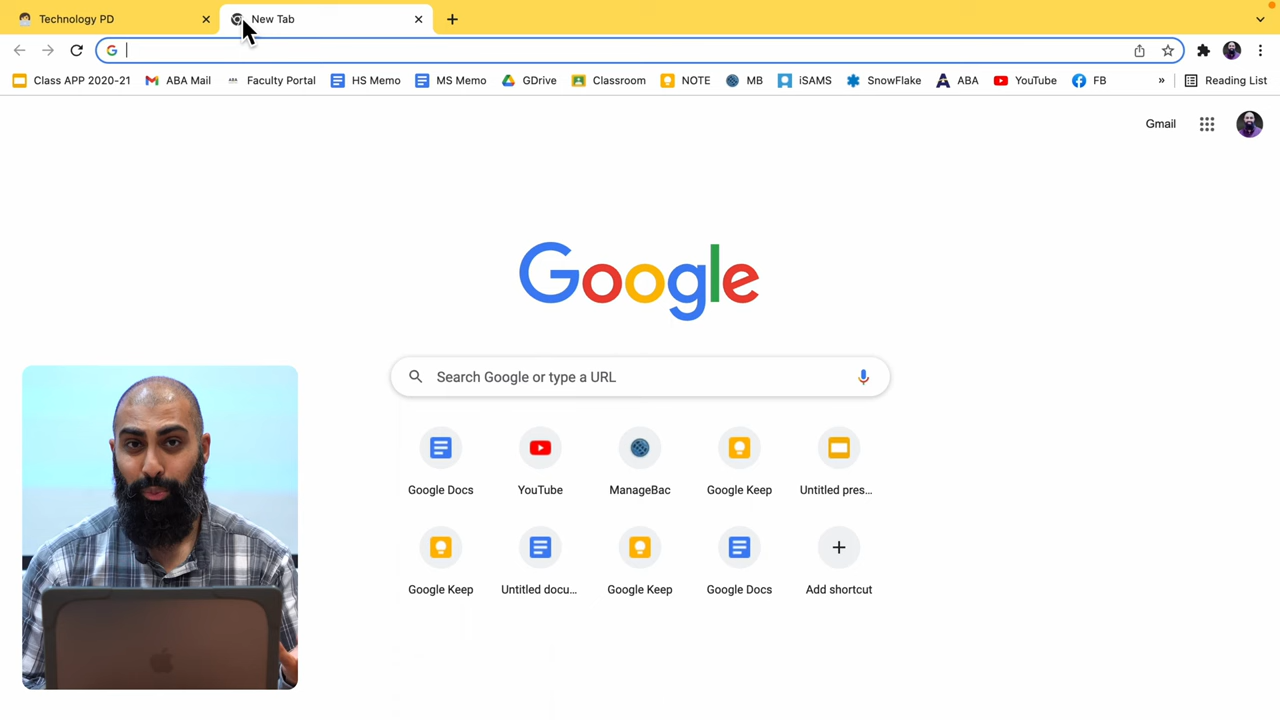 Technology PD
New Tab
Class APP 2020-21 ABA Mail ABA Faculty Portal HS Memo MS Memo GDrive Classroom NOTE MB iSAMS SnowFlake ABA YouTube FB » Reading List
Gmail
Google
Search Google or type a URL
Google Docs YouTube ManageBac Google Keep Untitled pres...
Google Keep Untitled docu... Google Keep Google Docs Add shortcut